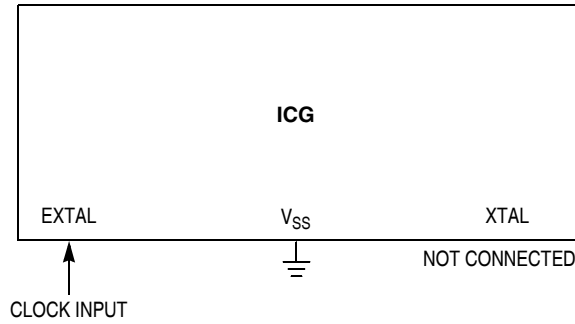 ICG
EXTAL
VSS
XTAL
NOT CONNECTED
CLOCK INPUT